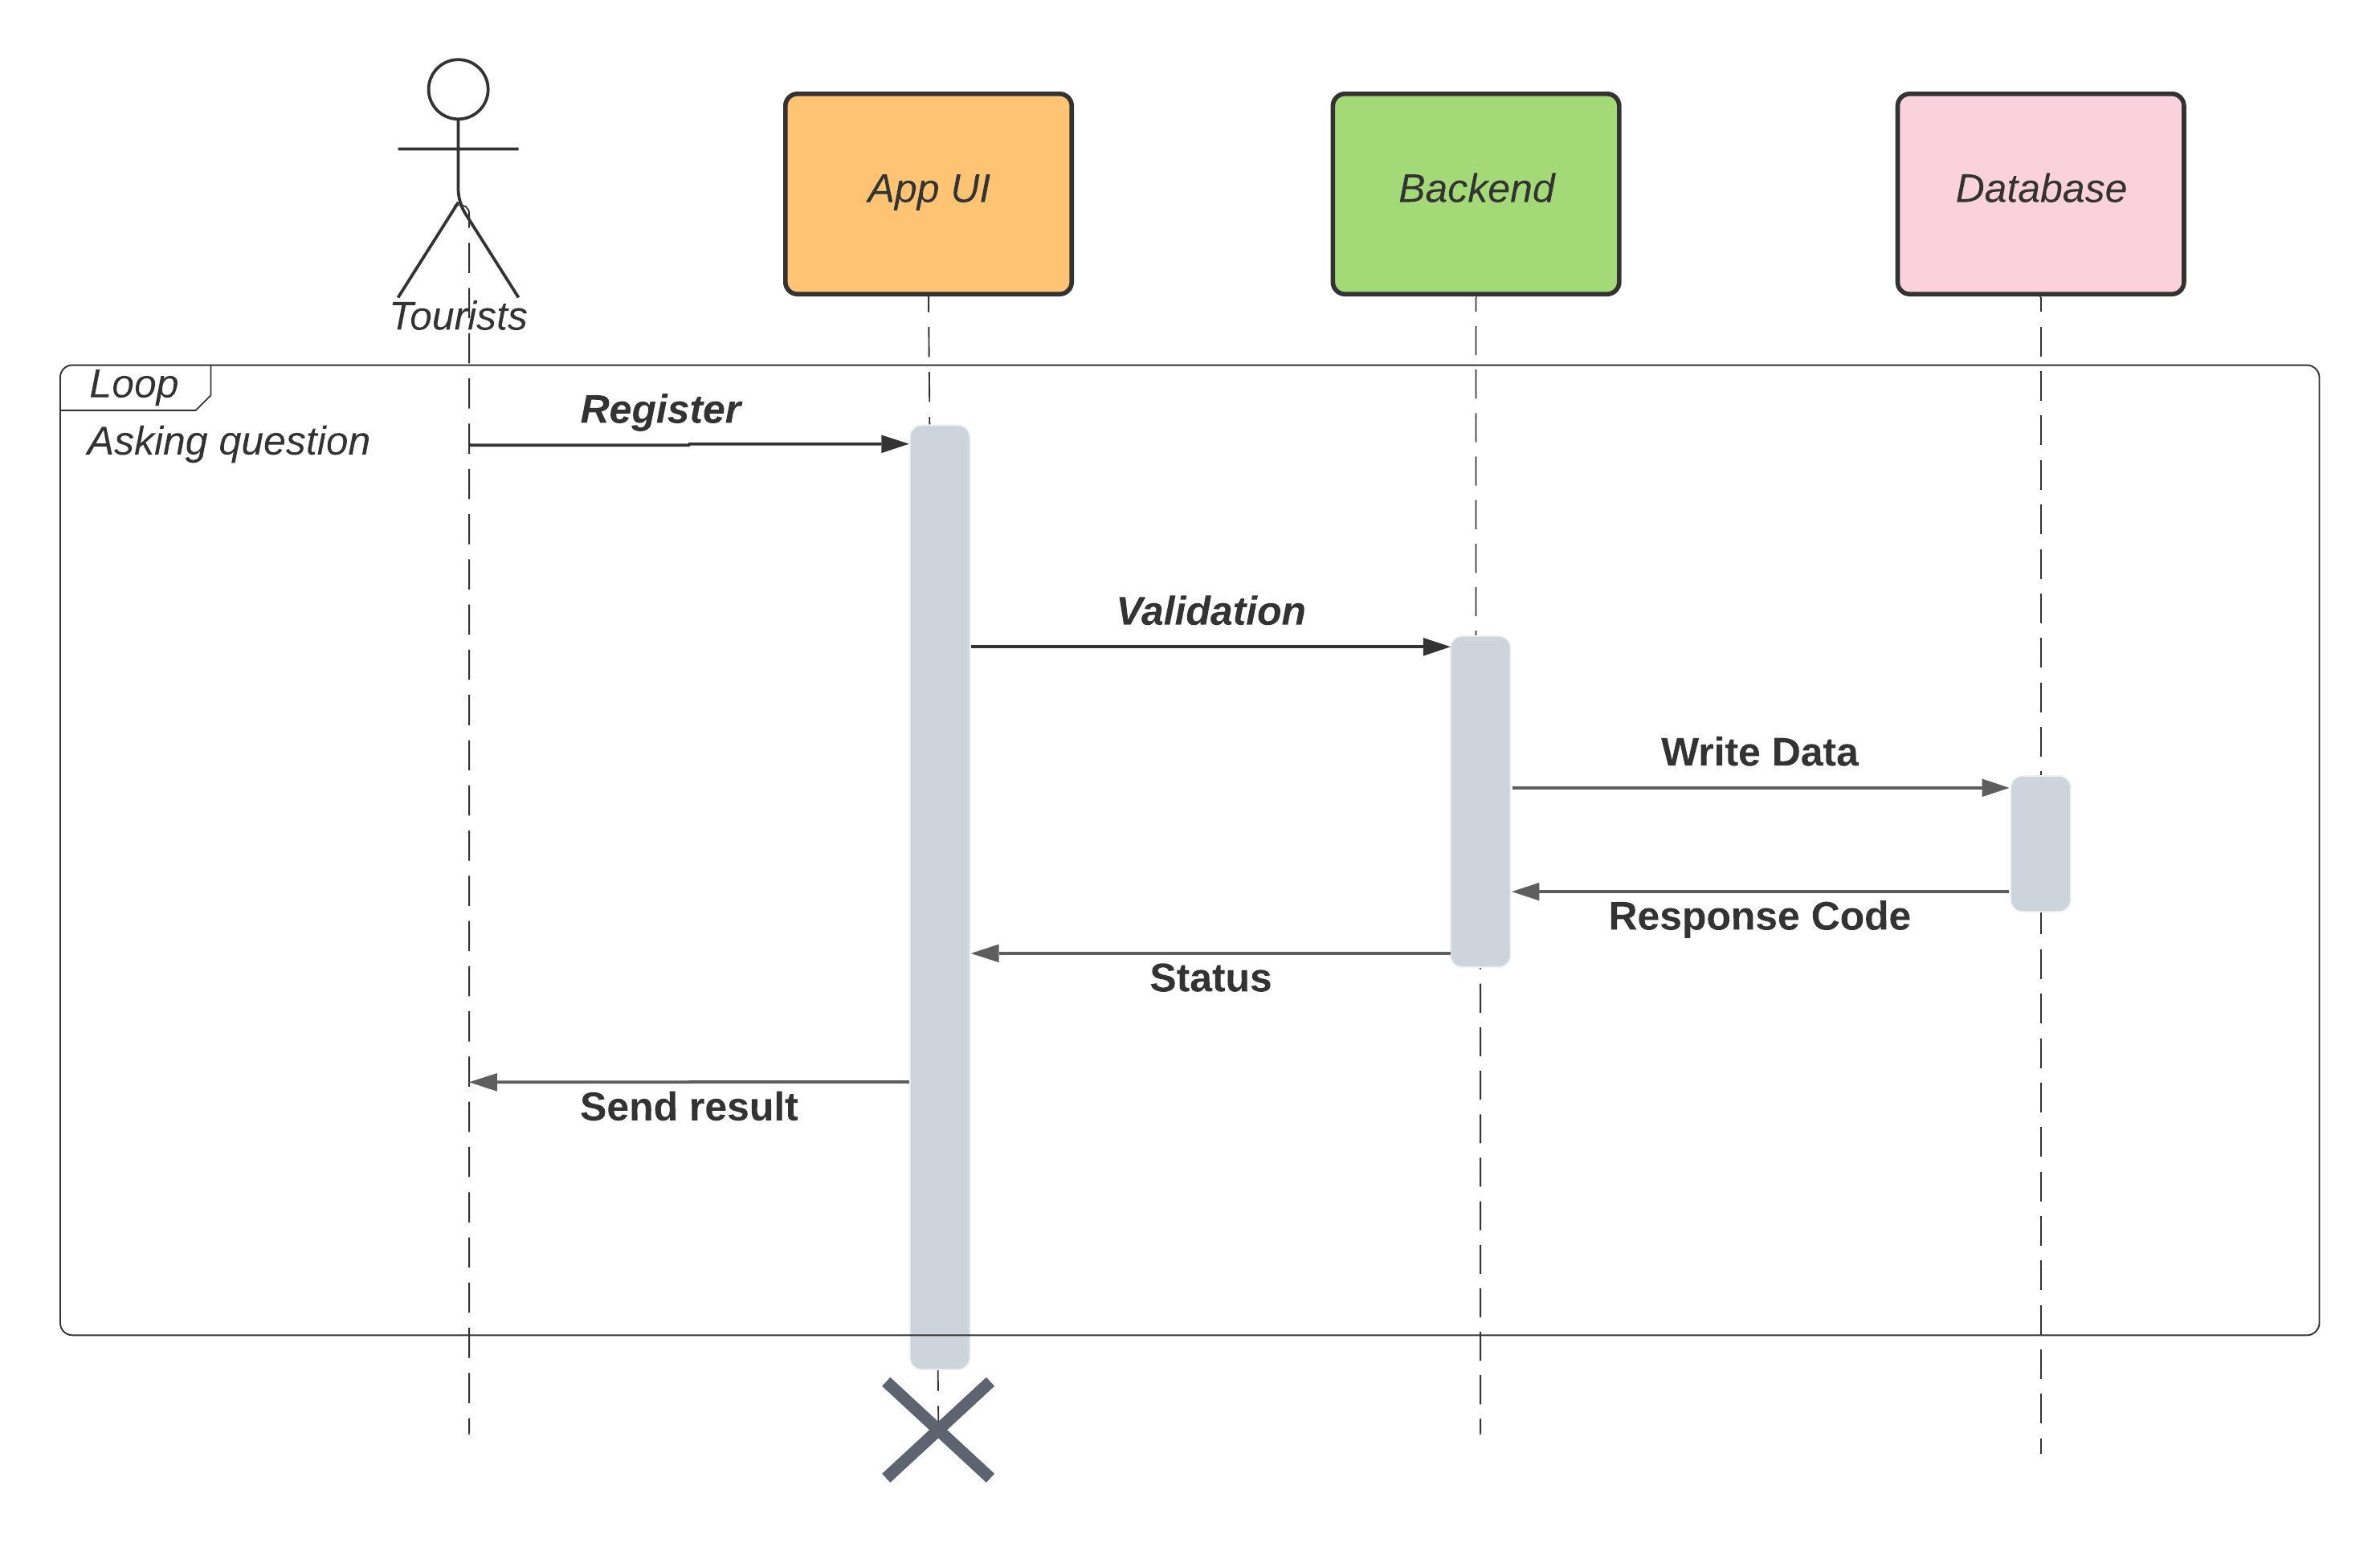 Tourists
App UI
Backend
Database
Loop
Asking question
Register
Validation
Write Data
Response Code
Status
Send result